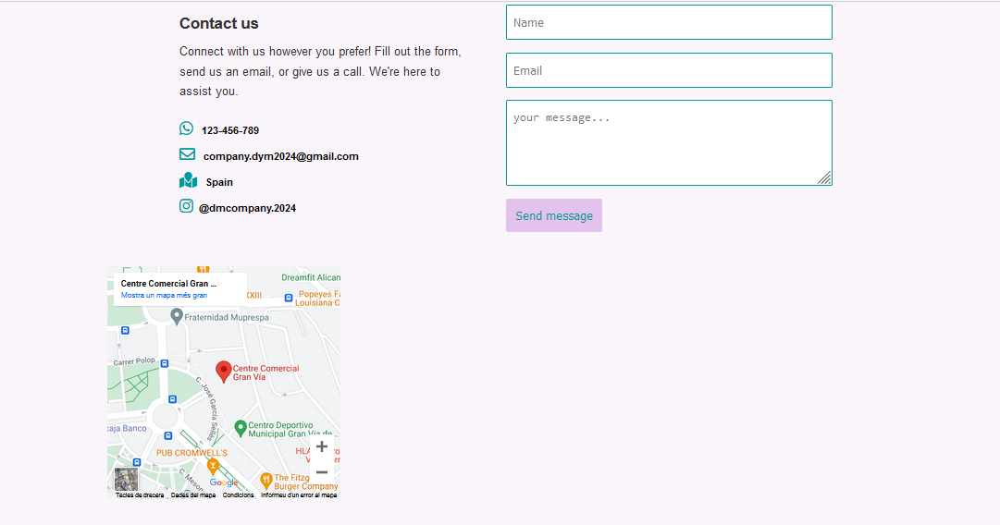 Contact us
Connect with us however you prefer! Fill out the form,
send us an email, or give us a call. We're here to
assist you.
123-456-789
company.dym2024@gmail.com
Spain
@dmcompany.2024
Name
Email
your message...
Send message
Centre Comercial Gran ...
Mostra un mapa més gran
Dreamfit Alican
XXIII
Popeyes Fa
Louisiana C
Fraternidad Muprespa
Carrer Polop
Centre Comercial
Gran Vía
C. José García Sellés
caja Banco
Centro Deportivo
Municipal Gran Vía de...
PUB CROMWELL'S
HLA
C. Meson
Google
The Fitzg
Burger Company
Tecles de drecera
Dades del mapa
Condicions
Informeu d'un error al mapa